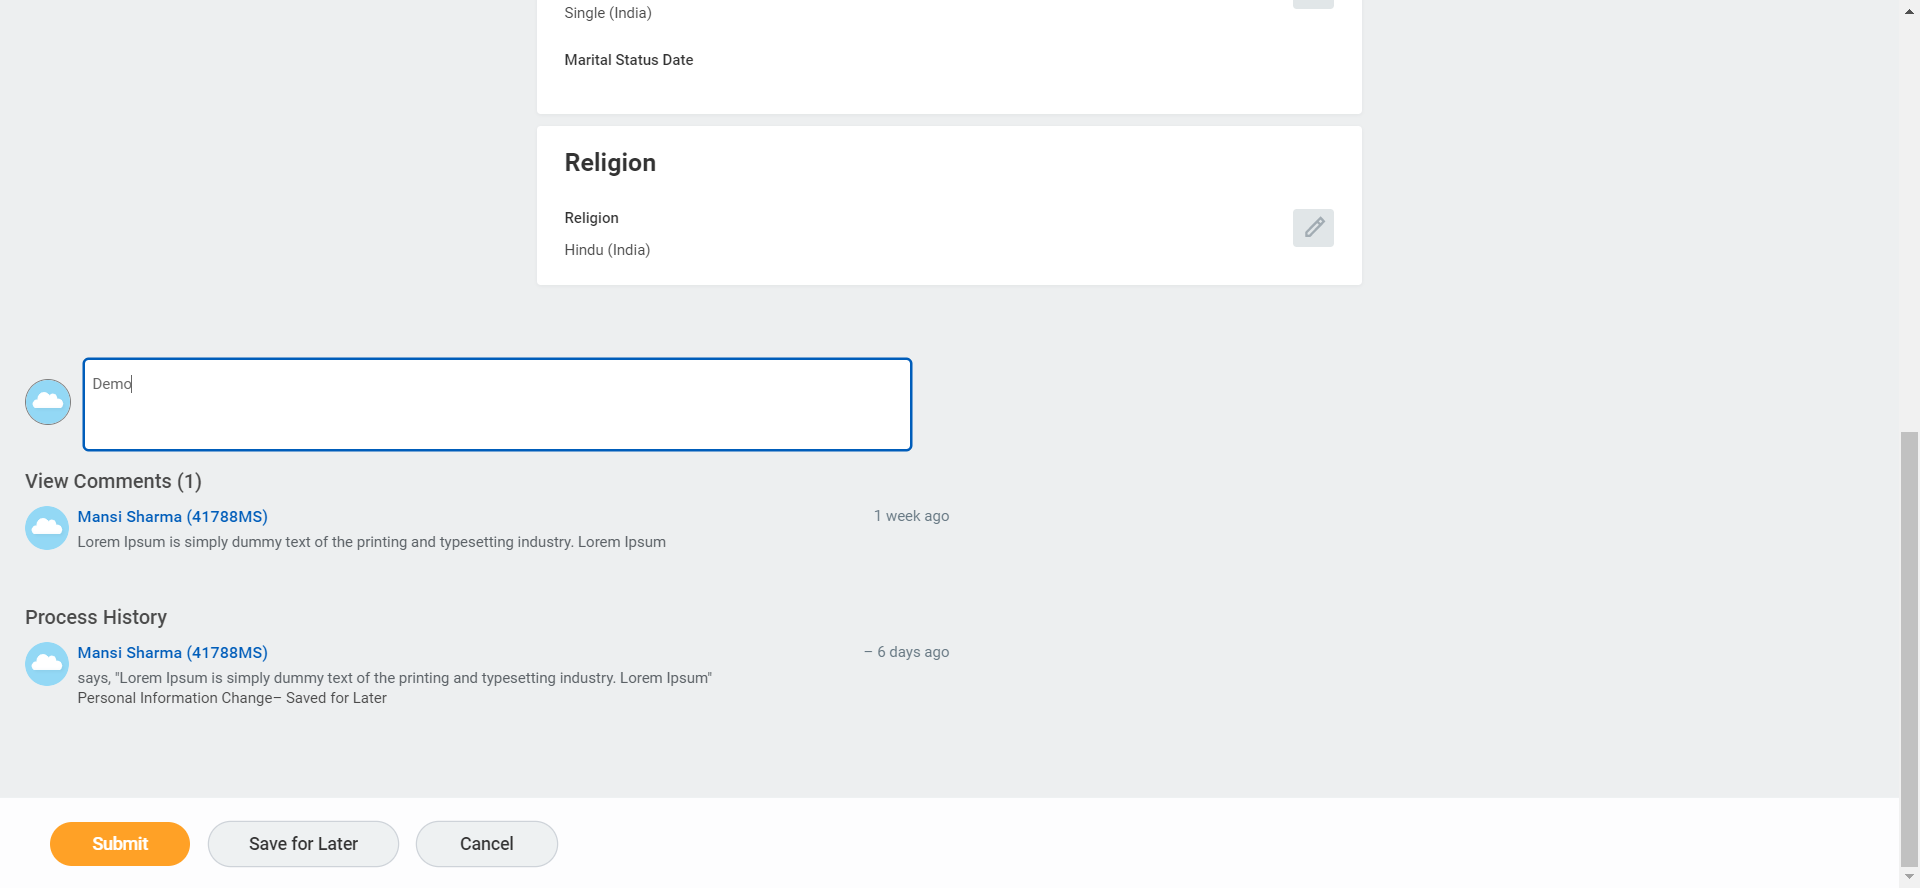 Single (India)
Marital Status Date
Religion
Religion
Hindu (India)
Demo
View Comments (1)
Mansi Sharma (41788MS)
1 week ago
Lorem Ipsum is simply dummy text of the printing and typesetting industry. Lorem Ipsum
Process History
Mansi Sharma (41788MS)
– 6 days ago
says, "Lorem Ipsum is simply dummy text of the printing and typesetting industry. Lorem Ipsum"
Personal Information Change– Saved for Later
Submit
Save for Later
Cancel